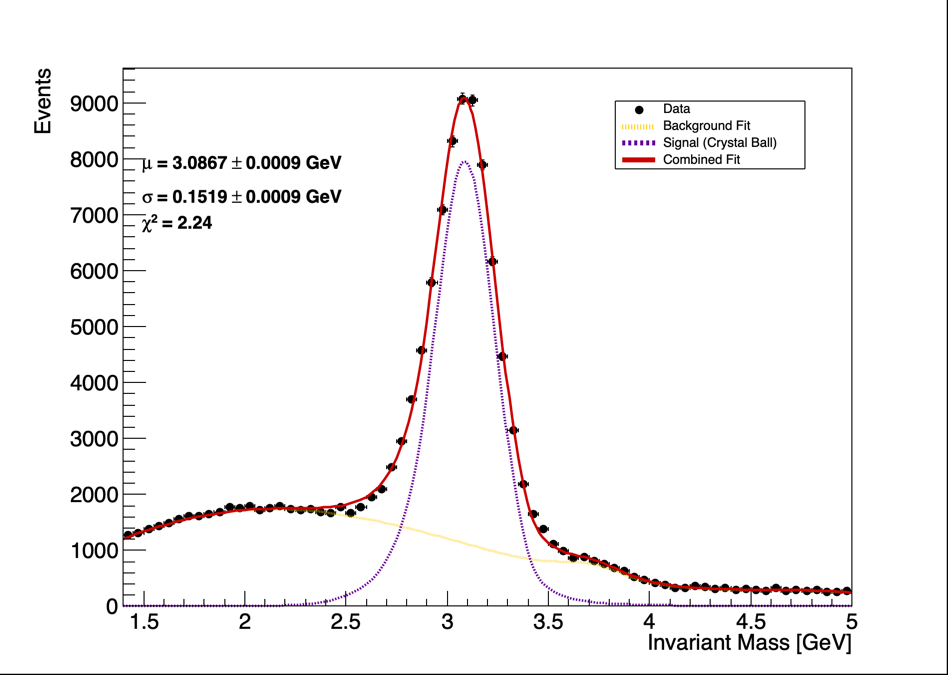 Events
9000
8000
7000
6000
5000
4000
3000
2000
1000
0
μ = 3.0867 ± 0.0009 GeV
σ = 0.1519 ± 0.0009 GeV
χ² = 2.24
Data
Background Fit
Signal (Crystal Ball)
Combined Fit
1.5 2 2.5 3 3.5 4 4.5 5
Invariant Mass [GeV]